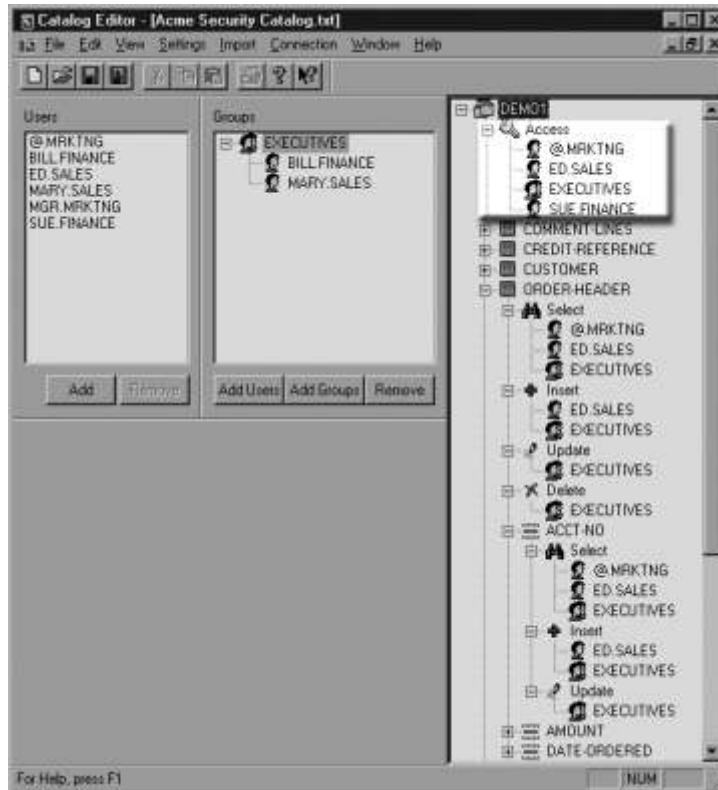 Catalog Editor - [Acme Security Catalog.txt]
File Edit View Settings Import Connection Window Help
Users
@.MRKTNG
BILL.FINANCE
ED.SALES
MARY.SALES
MGR.MRKTNG
SUE.FINANCE
Add Remove
Groups
EXECUTIVES
BILL.FINANCE
MARY.SALES
Add Users Add Groups Remove
DEMO1
Access
@.MRKTNG
ED.SALES
EXECUTIVES
SUE.FINANCE
COMMENT-LINES
CREDIT-REFERENCE
CUSTOMER
ORDER-HEADER
Select
@.MRKTNG
ED.SALES
EXECUTIVES
Insert
ED.SALES
EXECUTIVES
Update
EXECUTIVES
Delete
EXECUTIVES
ACCT-NO
Select
@.MRKTNG
ED.SALES
EXECUTIVES
Insert
ED.SALES
EXECUTIVES
Update
EXECUTIVES
AMOUNT
DATE-ORDERED
For Help, press F1
NUM